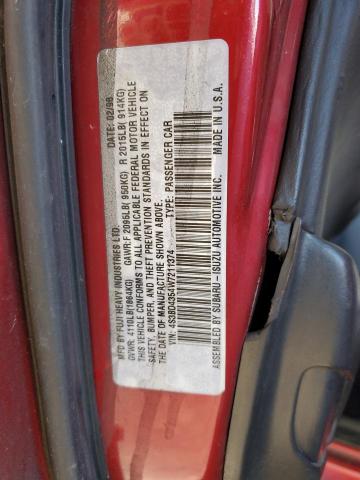 MFD BY FUJI HEAVY INDUSTRIES LTD. DATE: 02/98
GVWR: 4110LB(1864KG) GAWR: F 2095LB( 950KG) R 2015LB( 914KG)
THIS VEHICLE CONFORMS TO ALL APPLICABLE FEDERAL MOTOR VEHICLE
SAFETY, BUMPER, AND THEFT PREVENTION STANDARDS IN EFFECT ON
THE DATE OF MANUFACTURE SHOWN ABOVE.
VIN: 4S3BD4354W7211374 TYPE: PASSENGER CAR
ASSEMBLED BY SUBARU-ISUZU AUTOMOTIVE INC. MADE IN U.S.A.